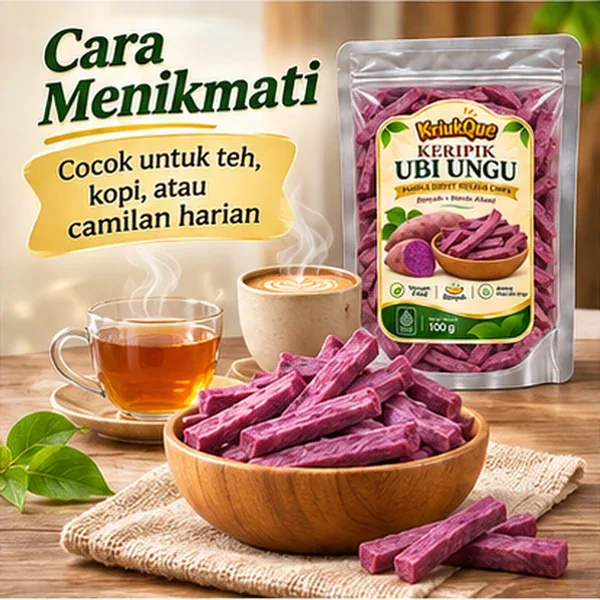 Cara
Menikmati
Cocok untuk teh,
kopi, atau
camilan harian
KriukQue
KERIPIK
UBI UNGU
100 g